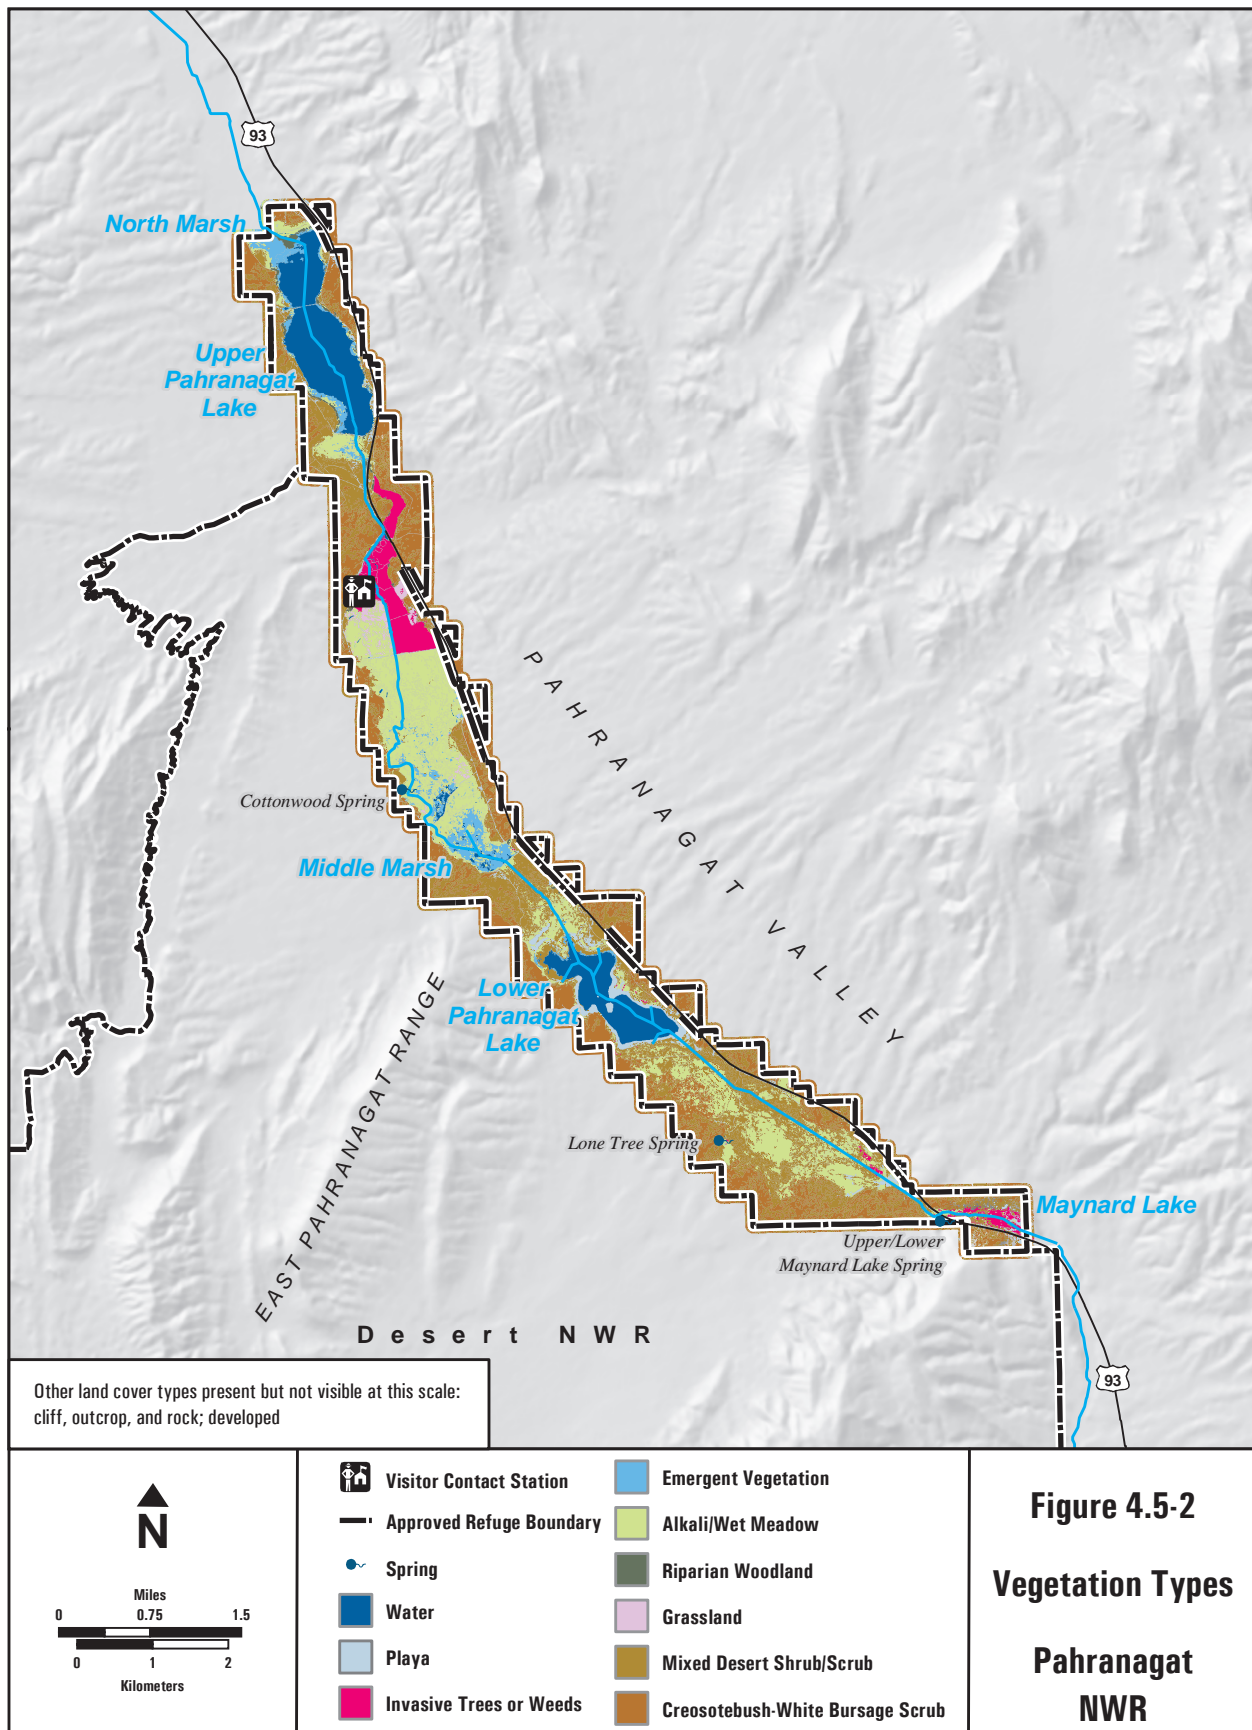 93
North Marsh
Upper
Pahranagat
Lake
PAHRANAGAT VALLEY
Cottonwood Spring
Middle Marsh
Lower
Pahranagat
Lake
EAST PAHRANAGAT RANGE
Lone Tree Spring
Maynard Lake
Upper/Lower
Maynard Lake Spring
Desert NWR
93
Other land cover types present but not visible at this scale:
cliff, outcrop, and rock; developed
N
Miles
0 0.75 1.5
0 1 2
Kilometers
Visitor Contact Station
Approved Refuge Boundary
Spring
Water
Playa
Invasive Trees or Weeds
Emergent Vegetation
Alkali/Wet Meadow
Riparian Woodland
Grassland
Mixed Desert Shrub/Scrub
Creosotebush-White Bursage Scrub
Figure 4.5-2
Vegetation Types
Pahranagat
NWR